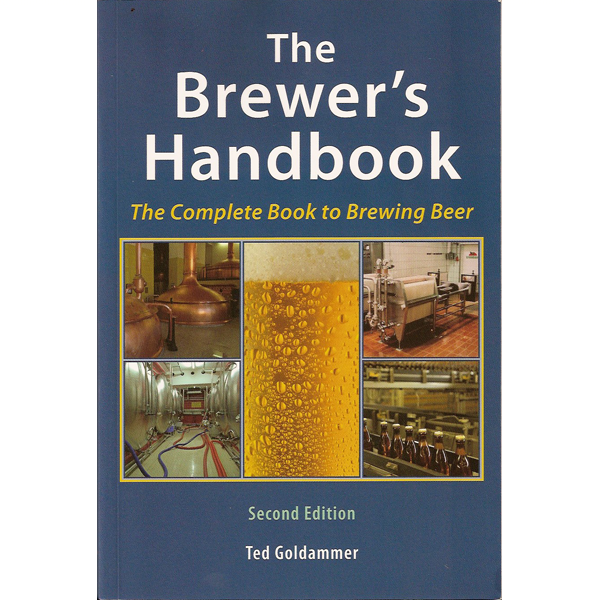 The
Brewer's
Handbook
The Complete Book to Brewing Beer
Second Edition
Ted Goldammer